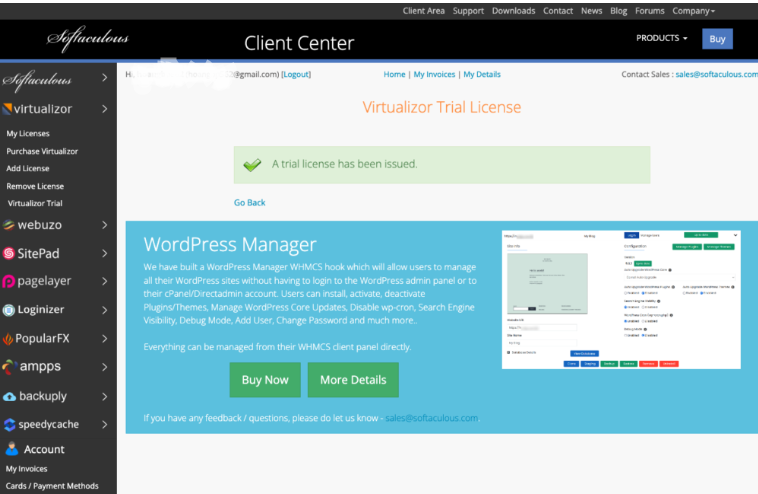 Client Area Support Downloads Contact News Blog Forums Company
Softaculous
Client Center
PRODUCTS
Buy
Softaculous
@gmail.com) [Logout]
Home | My Invoices | My Details
Contact Sales : sales@softaculous.com
virtualizor
Virtualizor Trial License
My Licenses
Purchase Virtualizor
Add License
Remove License
Virtualizor Trial
A trial license has been issued.
Go Back
webuzo
SitePad
pagelayer
Loginizer
PopularFX
ampps
backuply
speedycache
Account
My Invoices
Cards / Payment Methods
WordPress Manager
We have built a WordPress Manager WHMCS hook which will allow users to manage
all their WordPress sites without having to login to the WordPress admin panel or to
their cPanel/Directadmin account. Users can install, activate, deactivate
Plugins/Themes, Manage WordPress Core Updates, Disable wp-cron, Search Engine
Visibility, Debug Mode, Add User, Change Password and much more..
Everything can be managed from their WHMCS client panel directly.
Buy Now
More Details
If you have any feedback / questions, please do let us know - sales@softaculous.com.